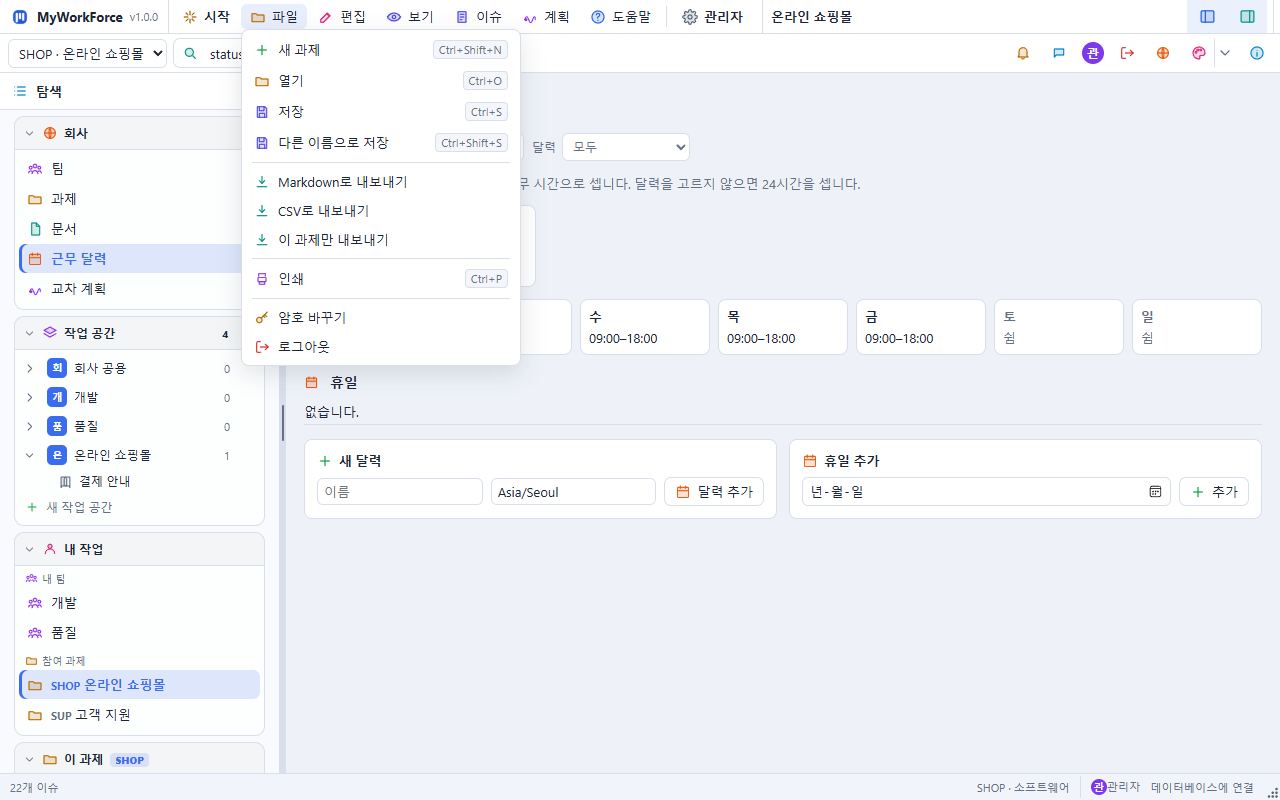 MyWorkForce v1.0.0 시작 파일 편집 보기 이슈 계획 도움말 관리자 온라인 쇼핑몰
SHOP · 온라인 쇼핑몰 status 관
탐색
회사
팀
과제
문서
근무 달력
교차 계획
작업 공간 4
회 회사 공용 0
개 개발 0
품 품질 0
온 온라인 쇼핑몰 1
결제 안내
새 작업 공간
내 작업
내 팀
개발
품질
참여 과제
SHOP 온라인 쇼핑몰
SUP 고객 지원
이 과제 SHOP
새 과제 Ctrl+Shift+N
열기 Ctrl+O
저장 Ctrl+S
다른 이름으로 저장 Ctrl+Shift+S
Markdown로 내보내기
CSV로 내보내기
이 과제만 내보내기
인쇄 Ctrl+P
암호 바꾸기
로그아웃
달력 모두
시간으로 셉니다. 달력을 고르지 않으면 24시간을 셉니다.
수 목 금 토 일
09:00–18:00 09:00–18:00 09:00–18:00 쉼 쉼
휴일
없습니다.
새 달력
이름 Asia/Seoul 달력 추가
휴일 추가
년-월-일 추가
22개 이슈 SHOP · 소프트웨어 관 관리자 데이터베이스에 연결